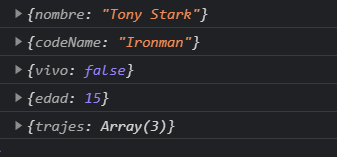 ▶ {nombre: "Tony Stark"}
▶ {codeName: "Ironman"}
▶ {vivo: false}
▶ {edad: 15}
▶ {trajes: Array(3)}